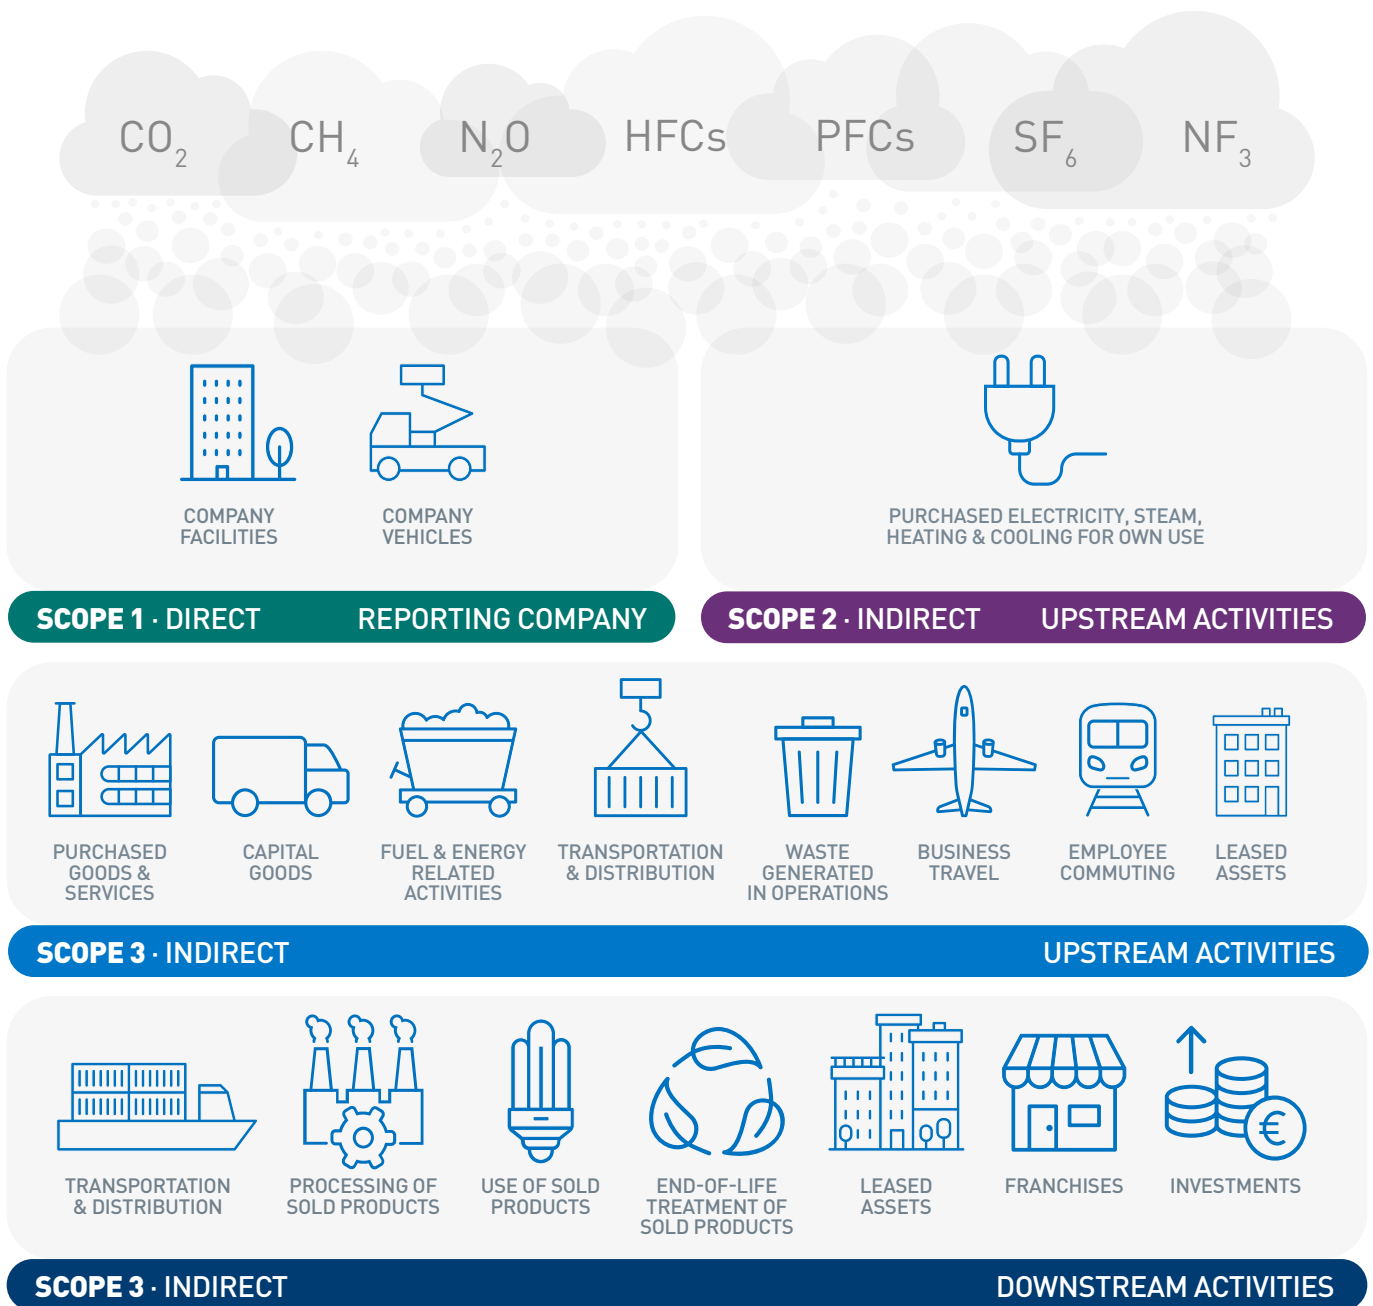 CO2
CH4
N2O
HFCs
PFCs
SF6
NF3
COMPANY
FACILITIES
COMPANY
VEHICLES
PURCHASED ELECTRICITY, STEAM,
HEATING & COOLING FOR OWN USE
SCOPE 1 · DIRECT
REPORTING COMPANY
SCOPE 2 · INDIRECT
UPSTREAM ACTIVITIES
PURCHASED
GOODS &
SERVICES
CAPITAL
GOODS
FUEL & ENERGY
RELATED
ACTIVITIES
TRANSPORTATION
& DISTRIBUTION
WASTE
GENERATED
IN OPERATIONS
BUSINESS
TRAVEL
EMPLOYEE
COMMUTING
LEASED
ASSETS
SCOPE 3 · INDIRECT
UPSTREAM ACTIVITIES
€
TRANSPORTATION
& DISTRIBUTION
PROCESSING OF
SOLD PRODUCTS
USE OF SOLD
PRODUCTS
END-OF-LIFE
TREATMENT OF
SOLD PRODUCTS
LEASED
ASSETS
FRANCHISES
INVESTMENTS
SCOPE 3 · INDIRECT
DOWNSTREAM ACTIVITIES